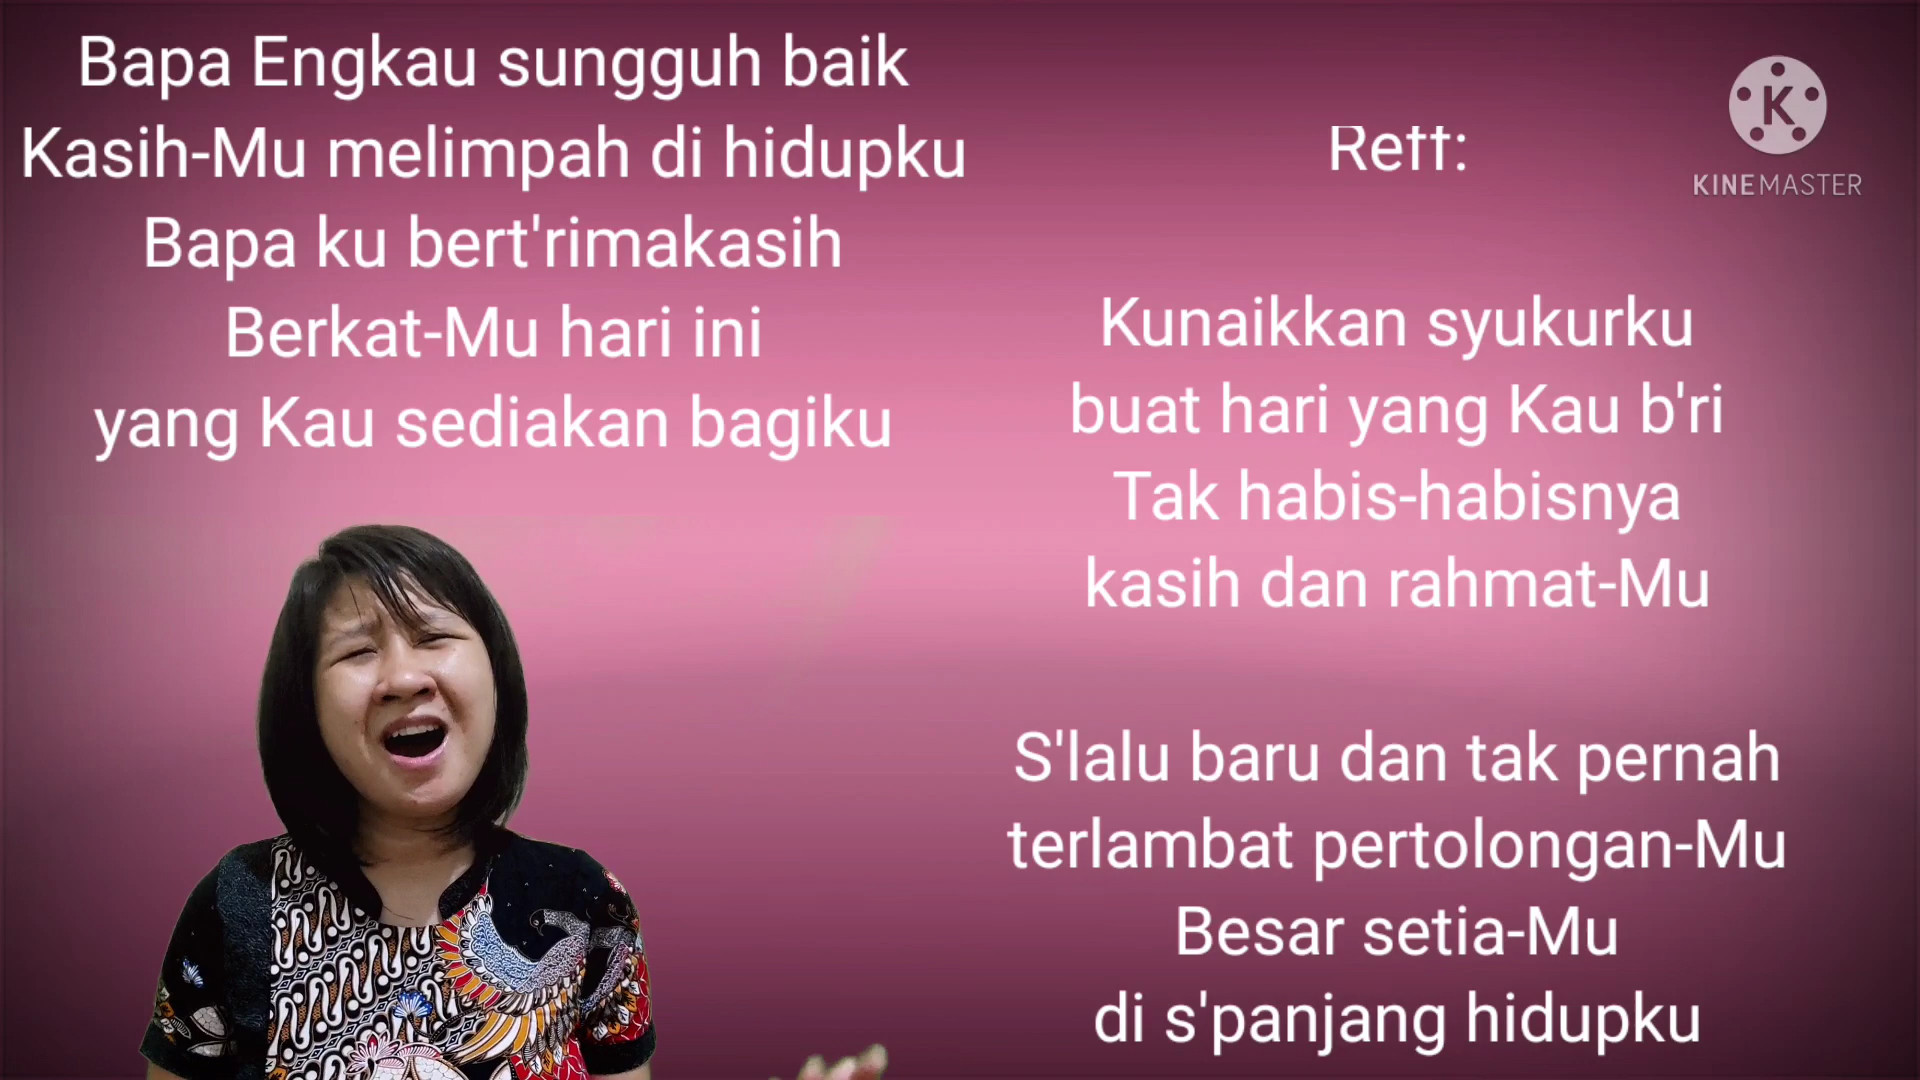 Bapa Engkau sungguh baik
Kasih-Mu melimpah di hidupku
Bapa ku bert'rimakasih
Berkat-Mu hari ini
yang Kau sediakan bagiku
Reff:
Kunaikkan syukurku
buat hari yang Kau b'ri
Tak habis-habisnya
kasih dan rahmat-Mu
S'lalu baru dan tak pernah
terlambat pertolongan-Mu
Besar setia-Mu
di s'panjang hidupku
K
KINEMASTER